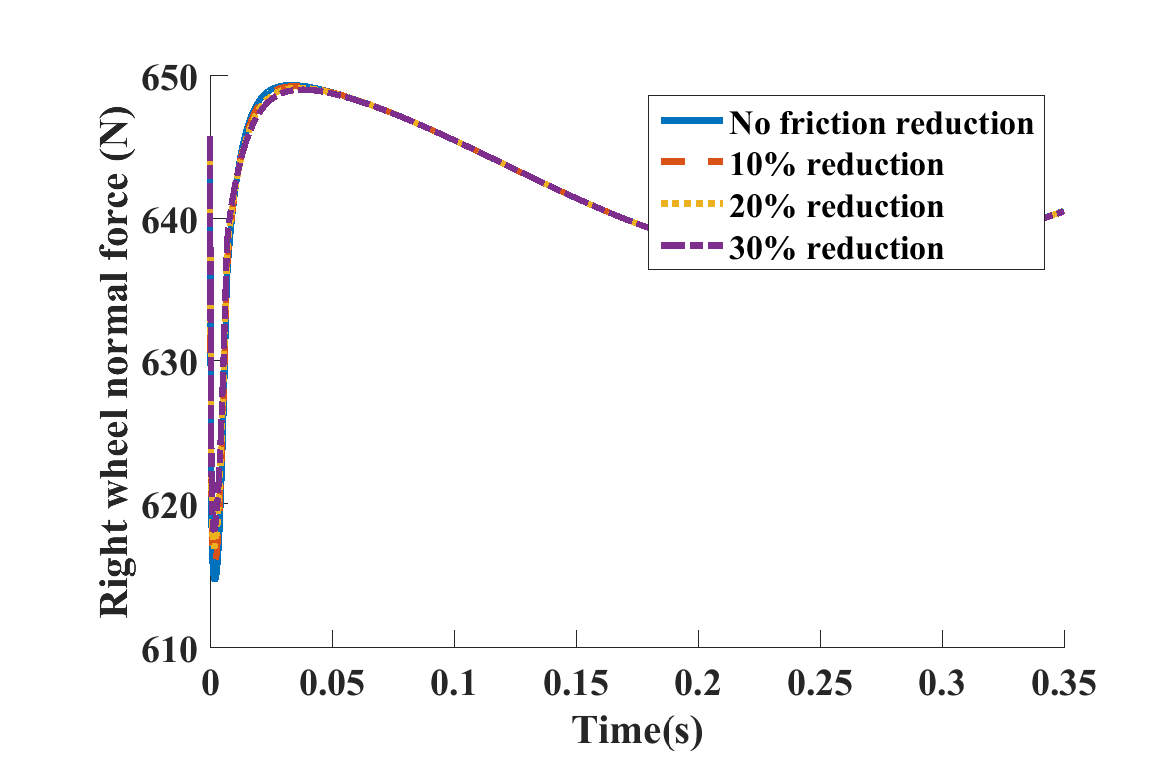 650
640
630
620
610
Right wheel normal force (N)
No friction reduction
10% reduction
20% reduction
30% reduction
0 0.05 0.1 0.15 0.2 0.25 0.3 0.35
Time(s)